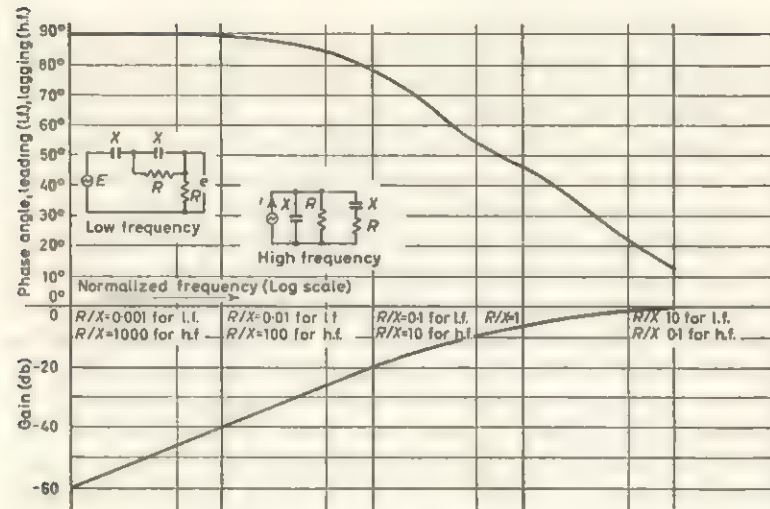 Phase angle, leading (l.f.), lagging (h.f.)
90°
80°
70°
60°
50°
40°
30°
20°
10°
0°
X X
E
R
R
e
Low frequency
X R X
R
High frequency
Normalized frequency (Log scale)
R/X=0·001 for l.f.
R/X=1000 for h.f.
R/X=0·01 for l.f
R/X=100 for h.f.
R/X=0·1 for l.f.
R/X=10 for h.f.
R/X=1
R/X 10 for l.f.
R/X 0·1 for h.f.
Gain (db)
0
-20
-40
-60